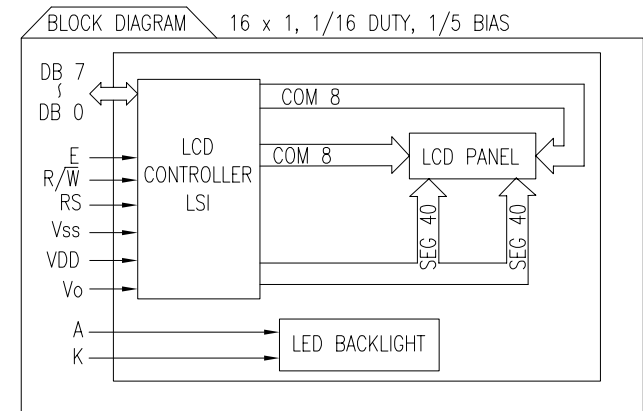 BLOCK DIAGRAM 16 x 1, 1/16 DUTY, 1/5 BIAS
DB 7
~
DB 0
COM 8
LCD
CONTROLLER
LSI
COM 8
LCD PANEL
E
R/W̅
RS
Vss
VDD
Vo
SEG 40
SEG 40
A
K
LED BACKLIGHT